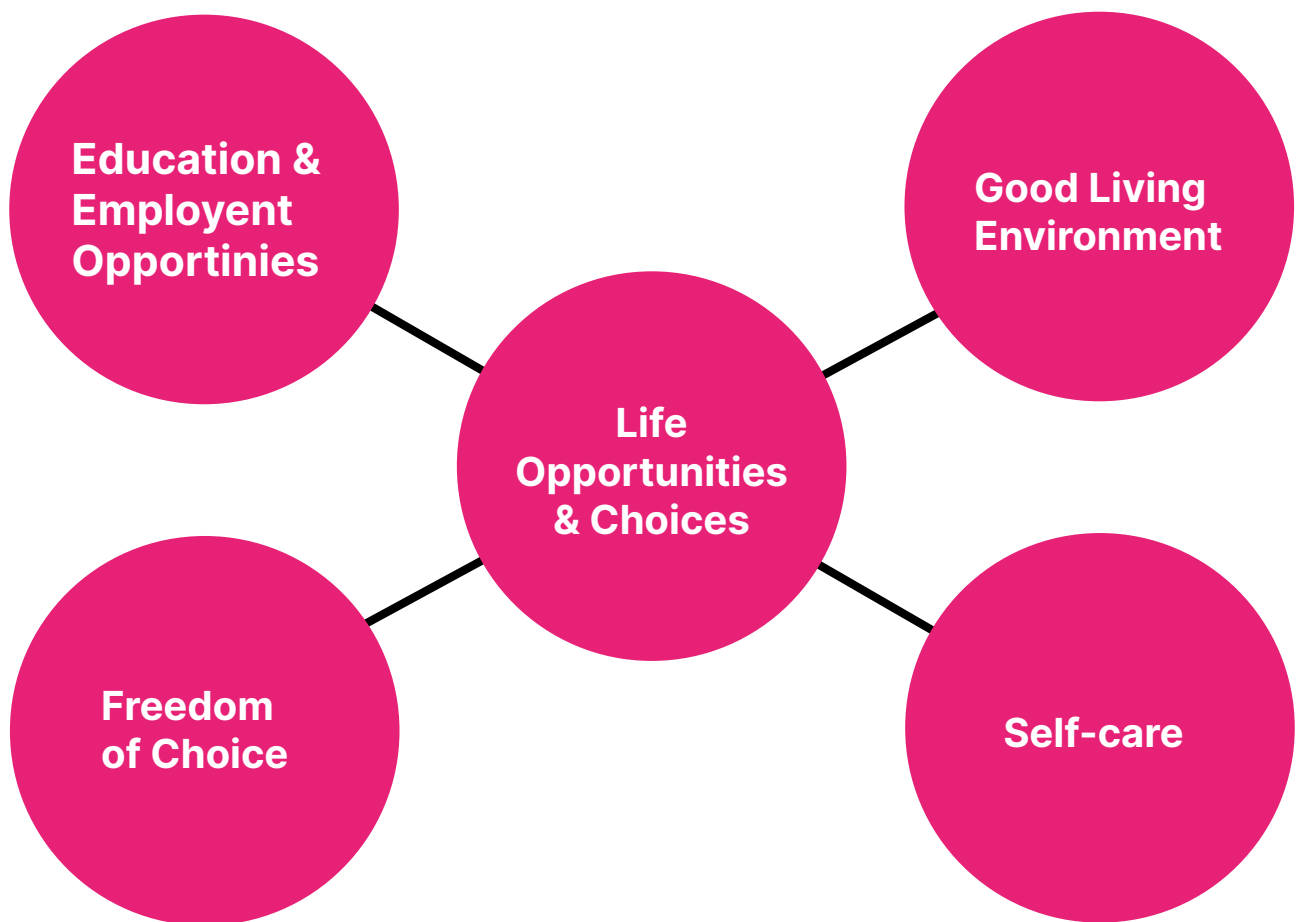 Education &
Employent
Opportinies
Good Living
Environment
Life
Opportunities
& Choices
Freedom
of Choice
Self-care